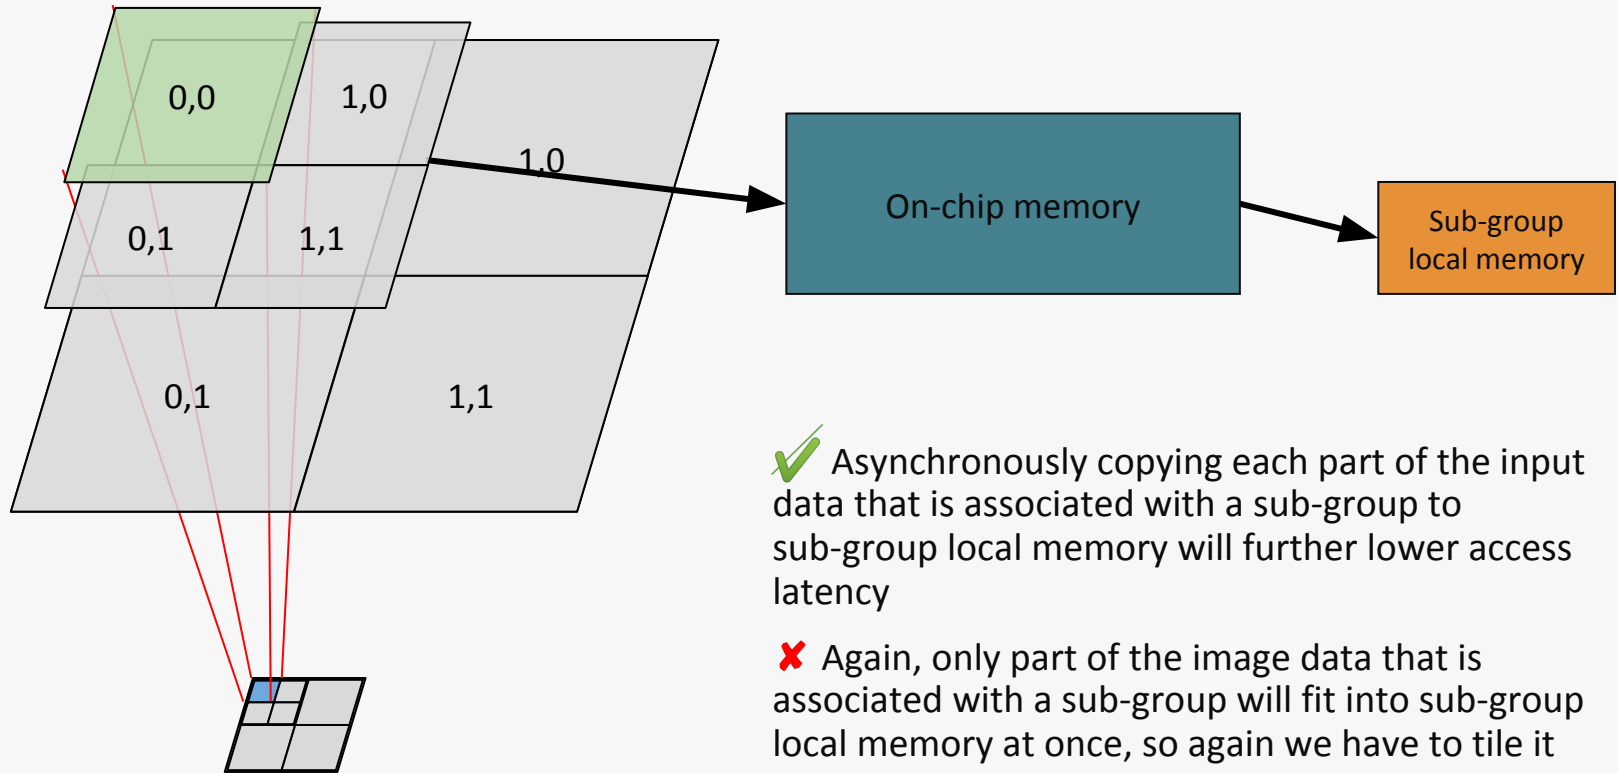 0,0
1,0
1,0
0,1
1,1
0,1
1,1
On-chip memory
Sub-group
local memory
Asynchronously copying each part of the input
data that is associated with a sub-group to
sub-group local memory will further lower access
latency
Again, only part of the image data that is
associated with a sub-group will fit into sub-group
local memory at once, so again we have to tile it